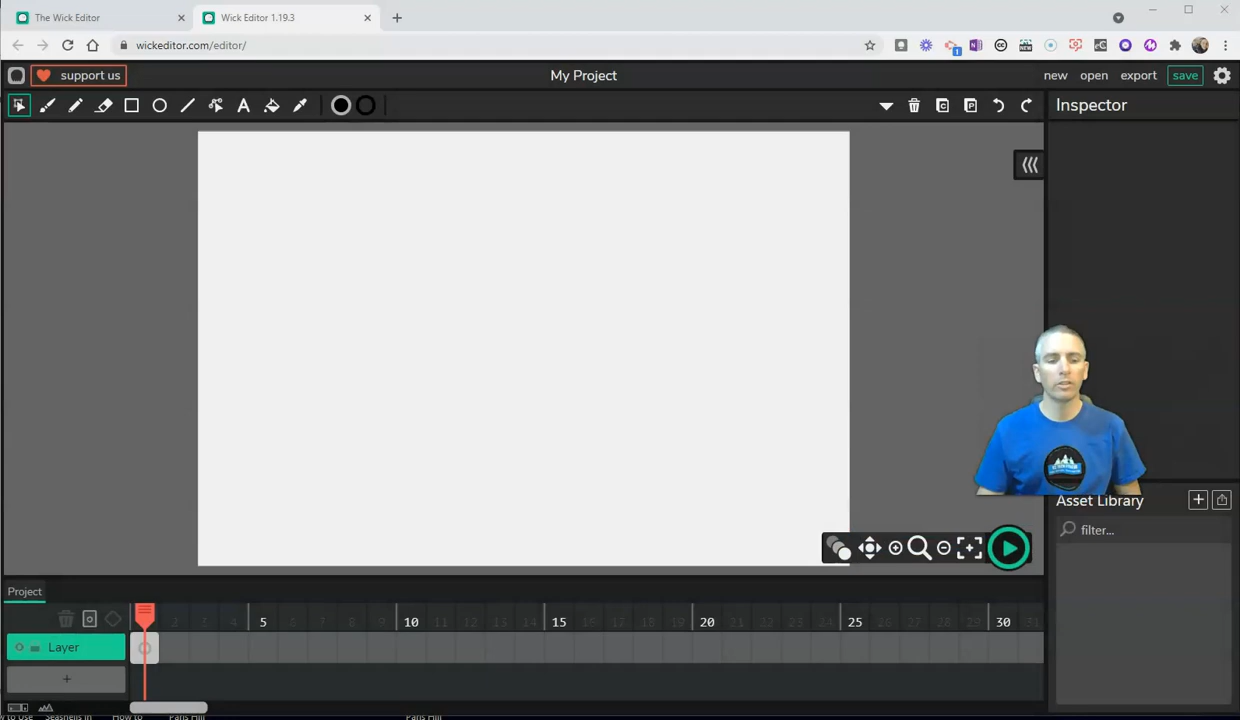 The Wick Editor
Wick Editor 1.19.3
wickeditor.com/editor/
support us
My Project
new open export save
Inspector
Asset Library
filter...
Project
5 10 15 20 25 30
Layer